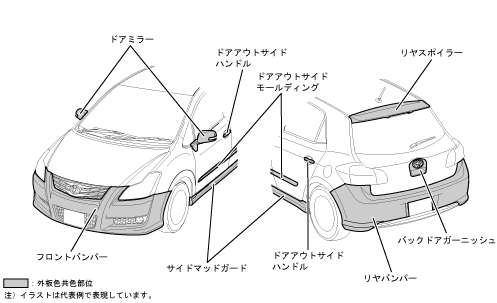 ドアミラー
ドアアウトサイド
ハンドル
ドアアウトサイド
モールディング
リヤスポイラー
フロントバンパー
サイドマッドガード
ドアアウトサイド
ハンドル
バックドアガーニッシュ
リヤバンパー
：外板色共色部位
注）イラストは代表例で表現しています。